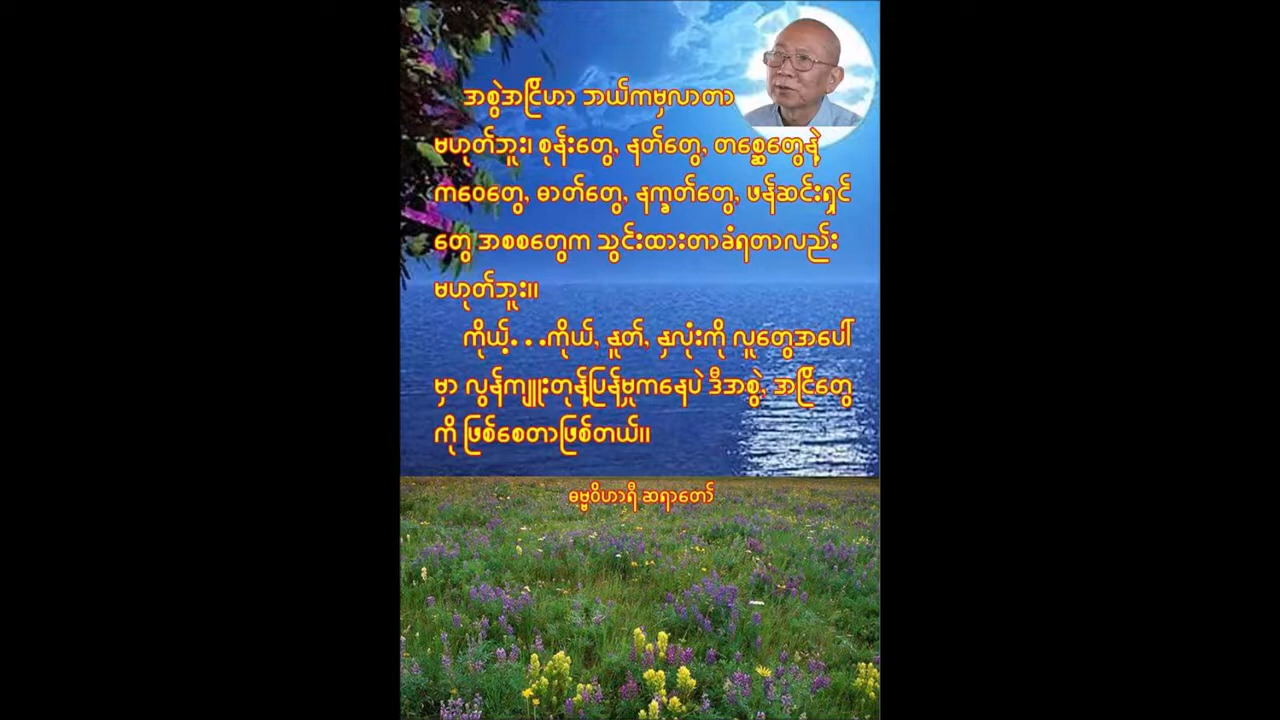 အစွဲအငြိဟာ ဘယ်ကမှလာတာ
မဟုတ်ဘူး၊ စုန်းတွေ, နတ်တွေ, တစ္ဆေတွေနဲ့
ကဝေတွေ, ဓာတ်တွေ, နက္ခတ်တွေ, ဖန်ဆင်းရှင်
တွေ အစစတွေက သွင်းထားတာခံရတာလည်း
မဟုတ်ဘူး။
ကိုယ့်...ကိုယ်, နှုတ်, နှလုံးကို လူတွေအပေါ်
မှာ လွန်ကျူးတုန့်ပြန်မှုကနေပဲ ဒီအစွဲ, အငြိတွေ
ကို ဖြစ်စေတာဖြစ်တယ်။
ဓမ္မဝိဟာရီ ဆရာတော်